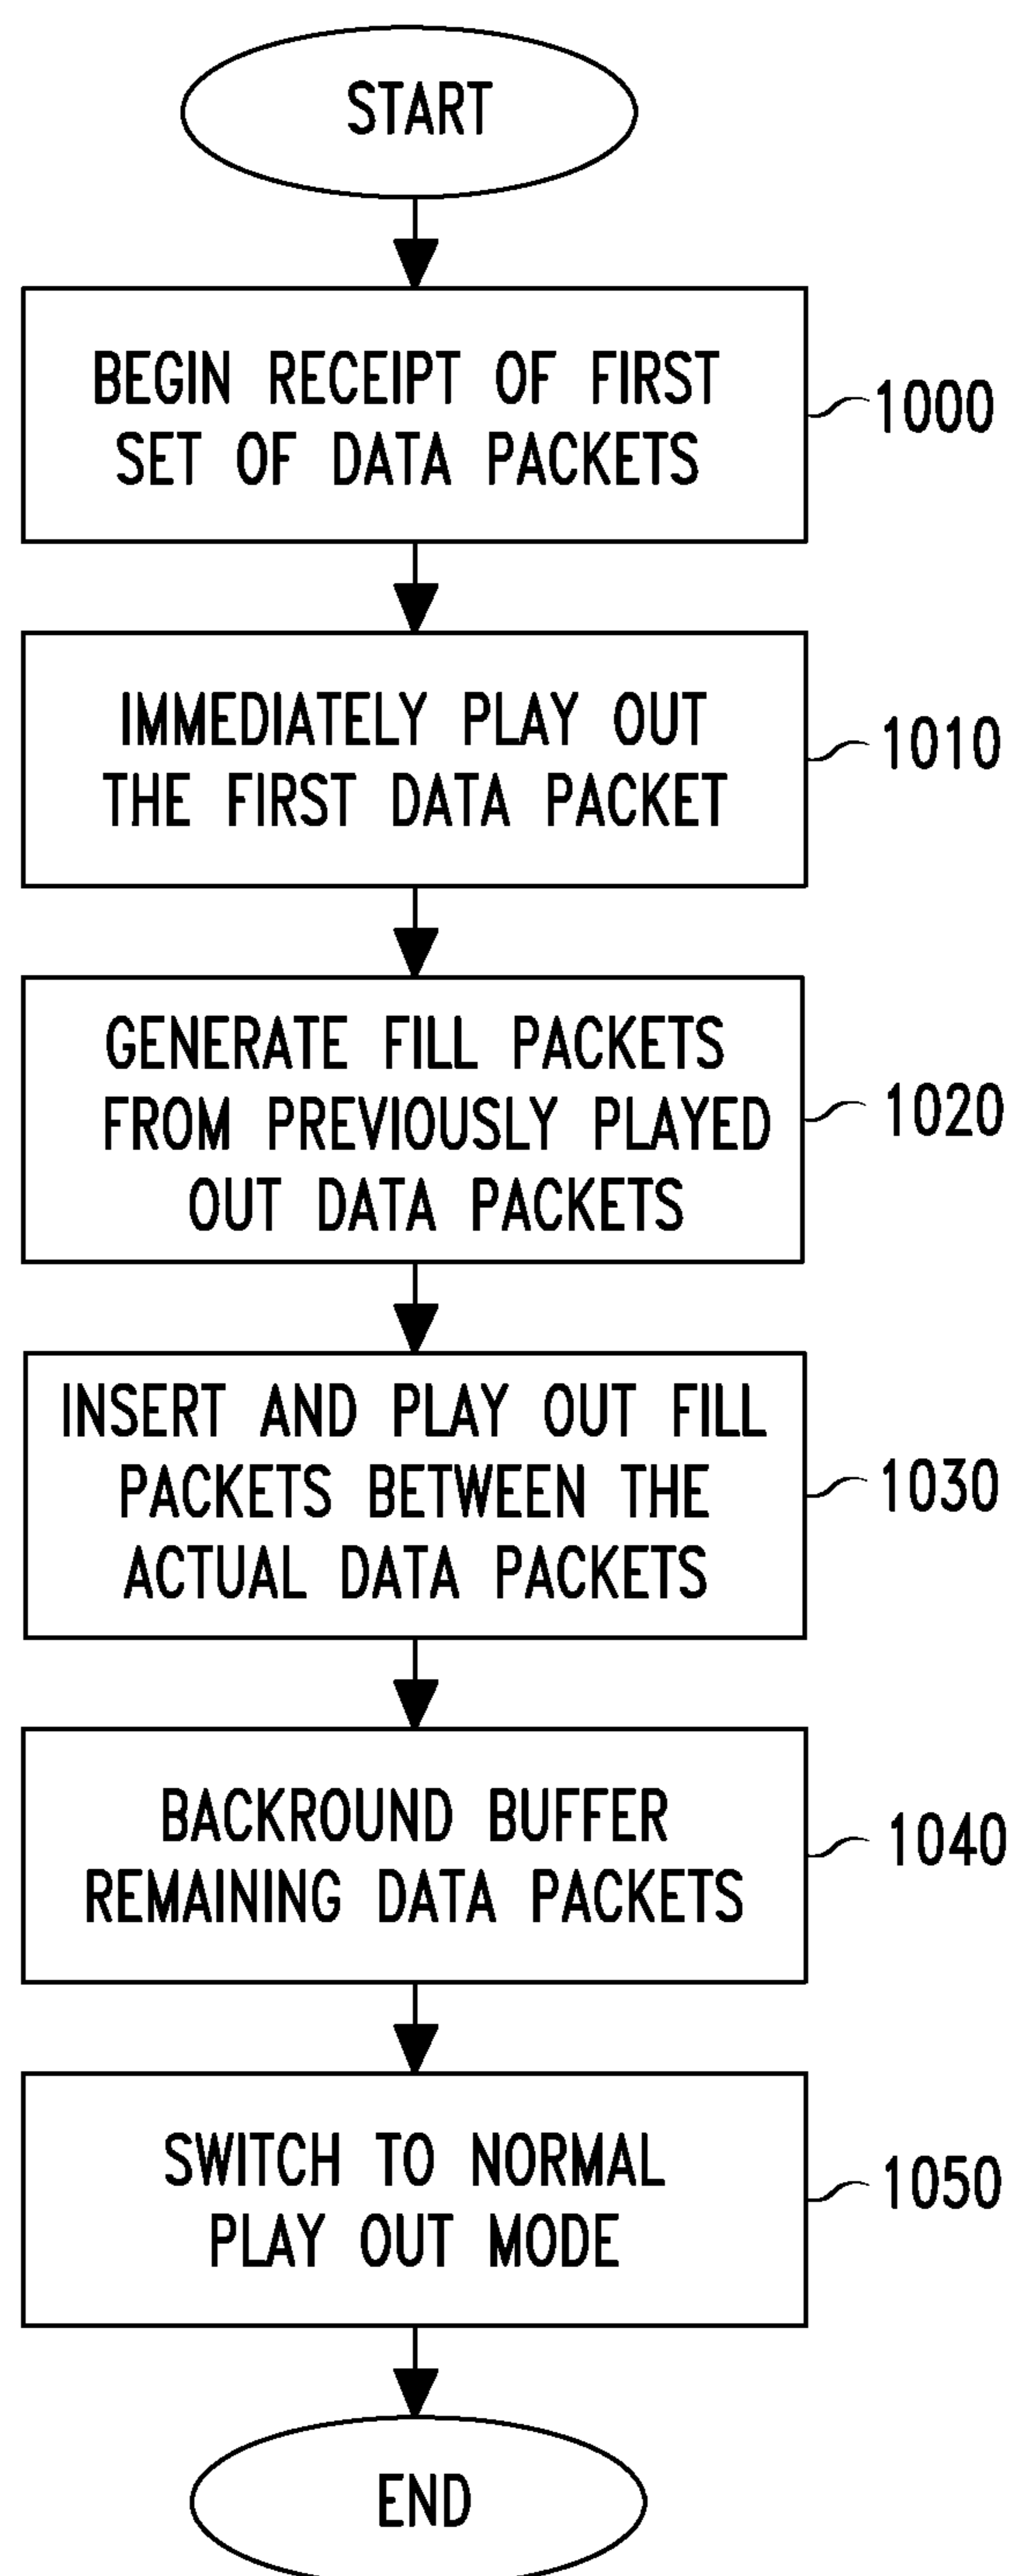 START
BEGIN RECEIPT OF FIRST
SET OF DATA PACKETS
1000
IMMEDIATELY PLAY OUT
THE FIRST DATA PACKET
1010
GENERATE FILL PACKETS
FROM PREVIOUSLY PLAYED
OUT DATA PACKETS
1020
INSERT AND PLAY OUT FILL
PACKETS BETWEEN THE
ACTUAL DATA PACKETS
1030
BACKROUND BUFFER
REMAINING DATA PACKETS
1040
SWITCH TO NORMAL
PLAY OUT MODE
1050
END